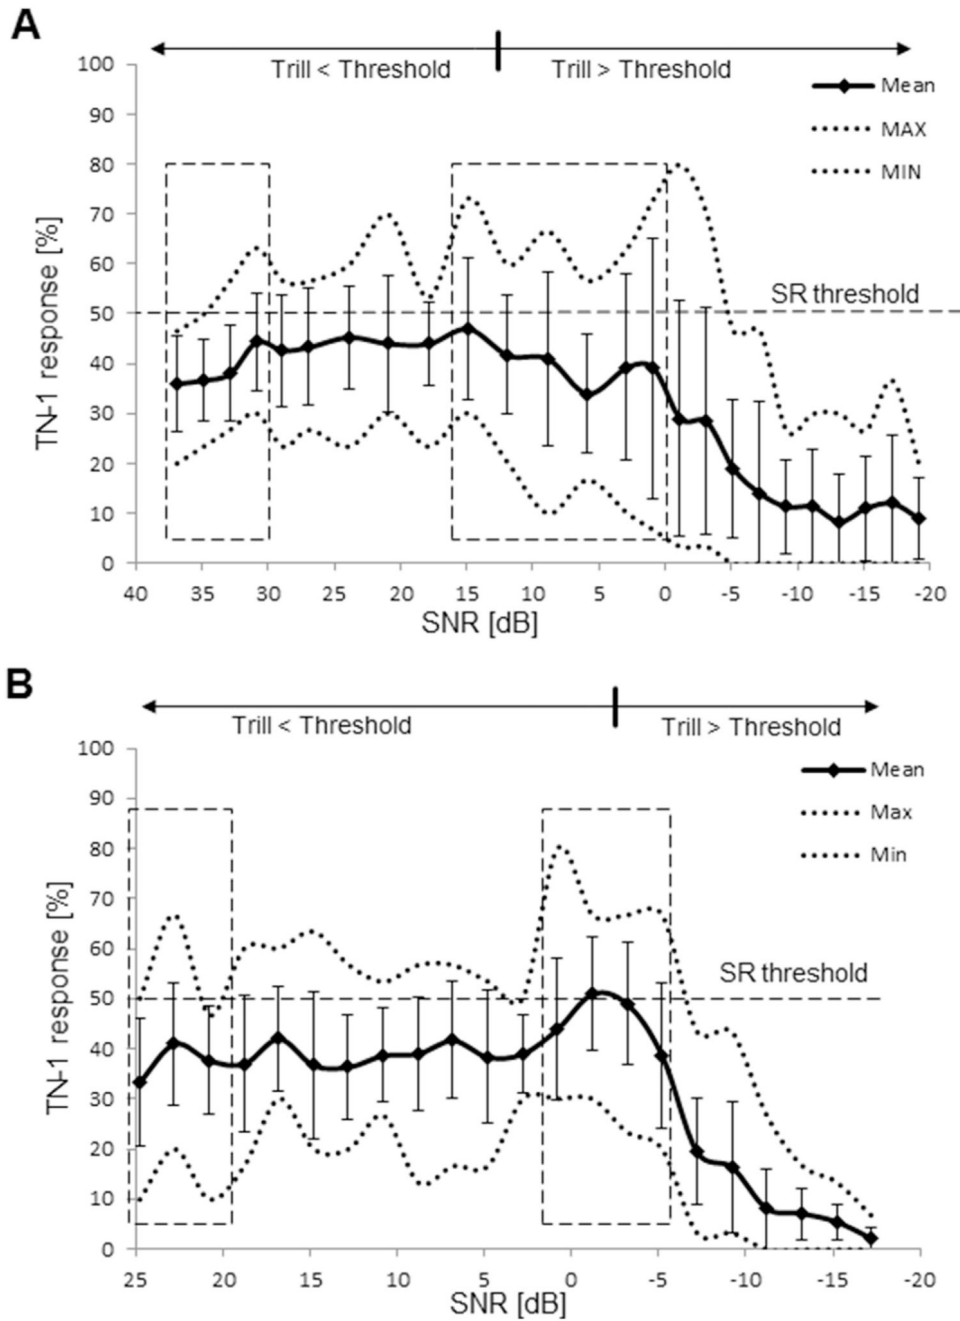 A
Trill < Threshold
Trill > Threshold
100
90
80
70
60
50
40
30
20
10
0
TN-1 response [%]
Mean
MAX
MIN
SR threshold
40 35 30 25 20 15 10 5 0 -5 -10 -15 -20
SNR [dB]
B
Trill < Threshold
Trill > Threshold
100
90
80
70
60
50
40
30
20
10
0
TN-1 response [%]
Mean
Max
Min
SR threshold
25 20 15 10 5 0 -5 -10 -15 -20
SNR [dB]